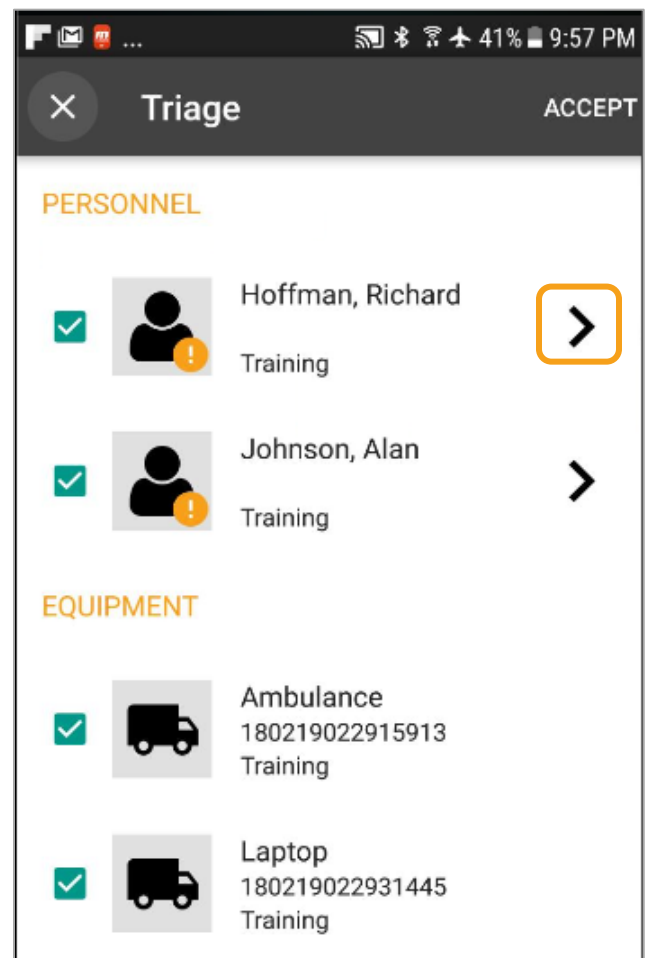 ... 41% 9:57 PM
Triage ACCEPT
PERSONNEL
Hoffman, Richard
Training
Johnson, Alan
Training
EQUIPMENT
Ambulance
180219022915913
Training
Laptop
180219022931445
Training